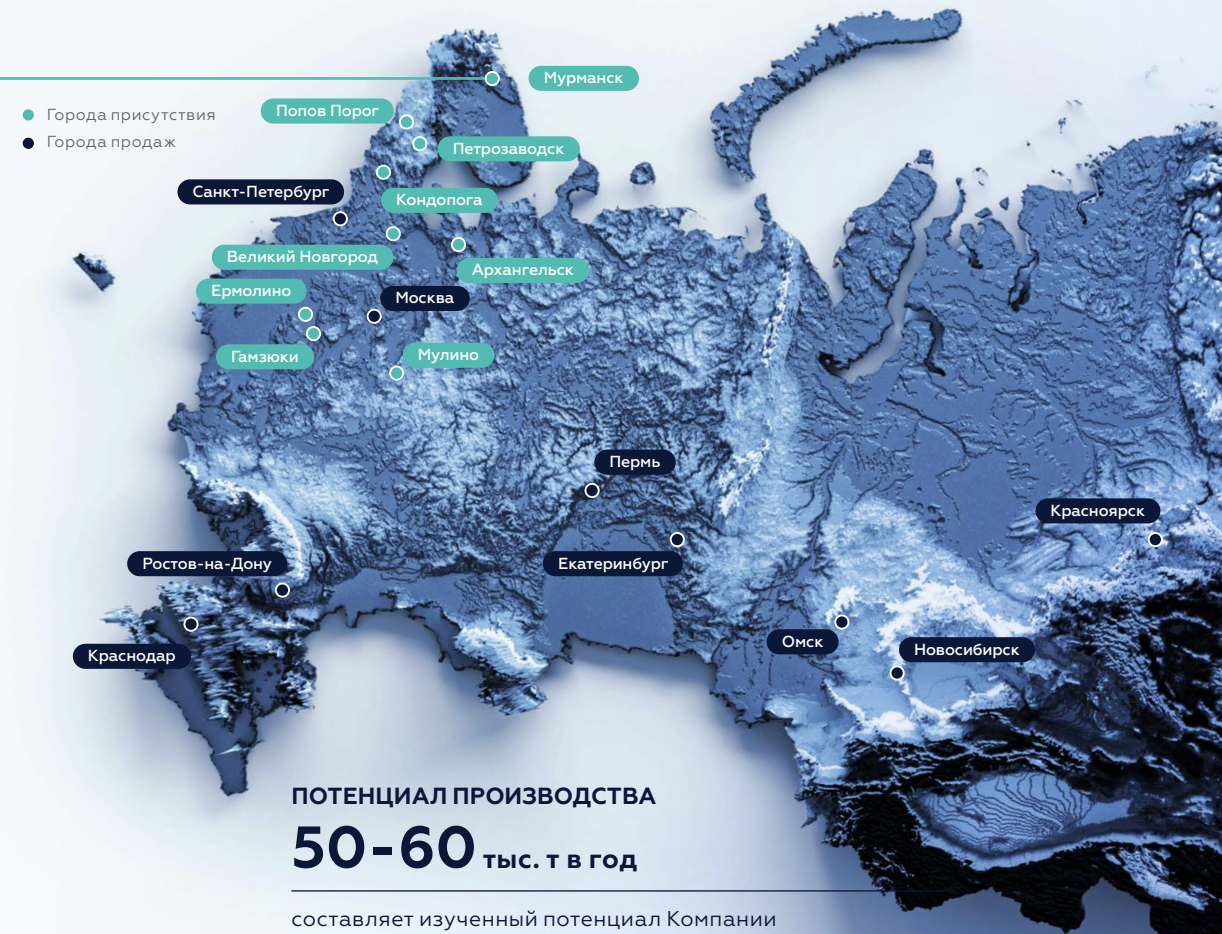 Мурманск
Города присутствия
Города продаж
Попов Порог
Петрозаводск
Санкт-Петербург
Кондопога
Великий Новгород
Архангельск
Ермолино
Москва
Гамзюки
Мулино
Пермь
Красноярск
Ростов-на-Дону
Екатеринбург
Омск
Новосибирск
Краснодар
ПОТЕНЦИАЛ ПРОИЗВОДСТВА
50-60 тыс. т в год
составляет изученный потенциал Компании